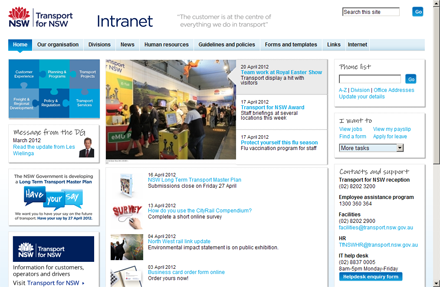 NSW
Transport
for NSW
Intranet
"The customer is at the centre of
everything we do in transport"
Search this site
Go
Home
Our organisation
Divisions
News
Human resources
Guidelines and policies
Forms and templates
Links
Internet
Customer
Experience
Planning &
Programs
Transport
Projects
Freight &
Regional
Development
Policy &
Regulation
Transport
Services
Message from the DG
March 2012
Read the update from Les
Wielinga
The NSW Government is developing a
Long Term Transport Master Plan
Have your say
We want you to have your say on the future of
transport. Have your say by 27 April.
NSW
Transport
for NSW
Information for customers,
operators and drivers
Visit Transport for NSW
20 April 2012
Team work at Royal Easter Show
Transport display a hit with
visitors
17 April 2012
Transport for NSW Award
Staff briefings at several
locations this week
17 April 2012
Protect yourself this flu season
Flu vaccination program for staff
16 April 2012
NSW Long Term Transport Master Plan
Submissions close on Friday 27 April
SURVEY
13 April 2012
How do you use the CityRail Compendium?
Complete a short online survey
04 April 2012
North West rail link update
Environmental impact statement is on public exhibition.
03 April 2012
Business card order form online
Order yours now!
Phone list
Go
A-Z | Division | Office Addresses
Update your details
I want to
View jobs
View my payslip
Find a form
Apply for leave
More tasks
Contacts and support
Transport for NSW reception
(02) 8202 2200
Employee assistance program
1300 360 364
Facilities
(02) 8202 2900
facilities@transport.nsw.gov.au
HR
TfNSWHR@transport.nsw.gov.au
IT help desk
(02) 8837 0005
8am-5pm Monday-Friday
Helpdesk enquiry form